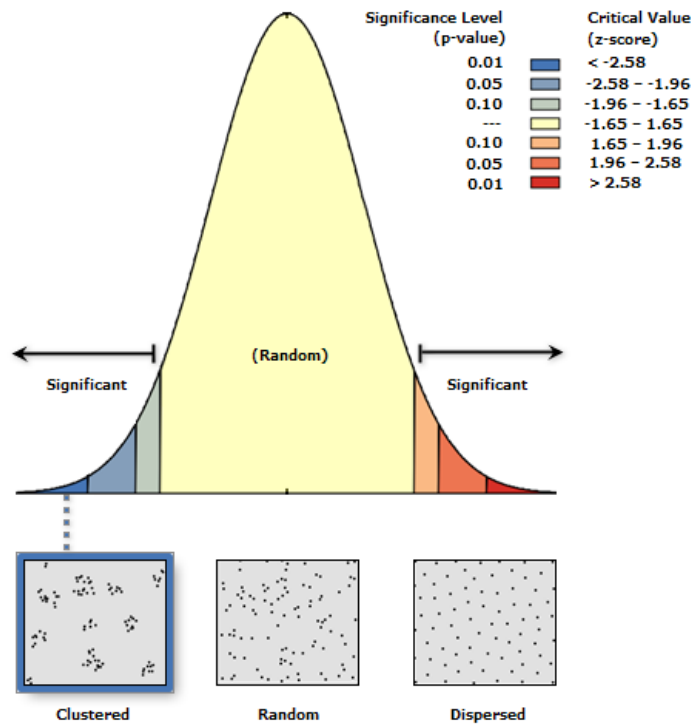 Significance Level Critical Value
(p-value) (z-score)
0.01 < -2.58
0.05 -2.58 – -1.96
0.10 -1.96 – -1.65
--- -1.65 – 1.65
0.10 1.65 – 1.96
0.05 1.96 – 2.58
0.01 > 2.58
(Random)
Significant Significant
Clustered Random Dispersed